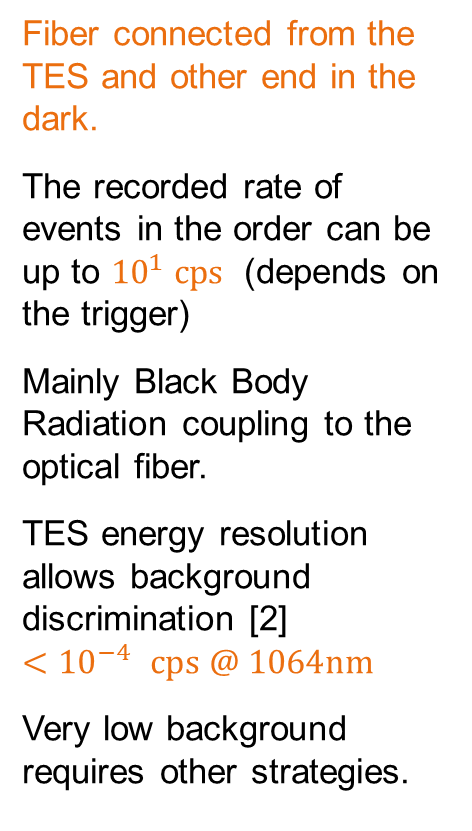 Fiber connected from the
TES and other end in the
dark.
The recorded rate of
events in the order can be
up to 10¹ cps (depends on
the trigger)
Mainly Black Body
Radiation coupling to the
optical fiber.
TES energy resolution
allows background
discrimination [2]
< 10⁻⁴ cps @ 1064nm
Very low background
requires other strategies.